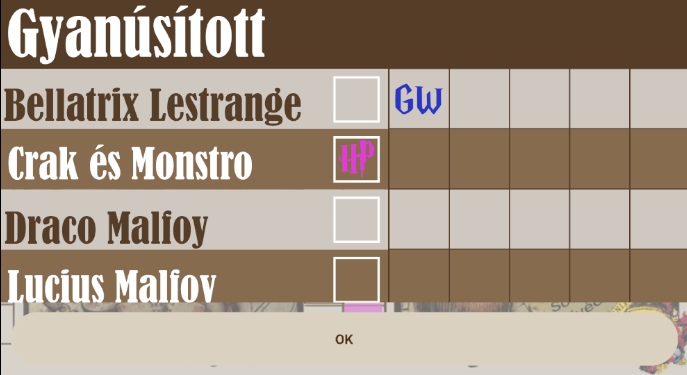 Gyanúsított
Bellatrix Lestrange GW
Crak és Monstro HP
Draco Malfoy
Lucius Malfoy
OK